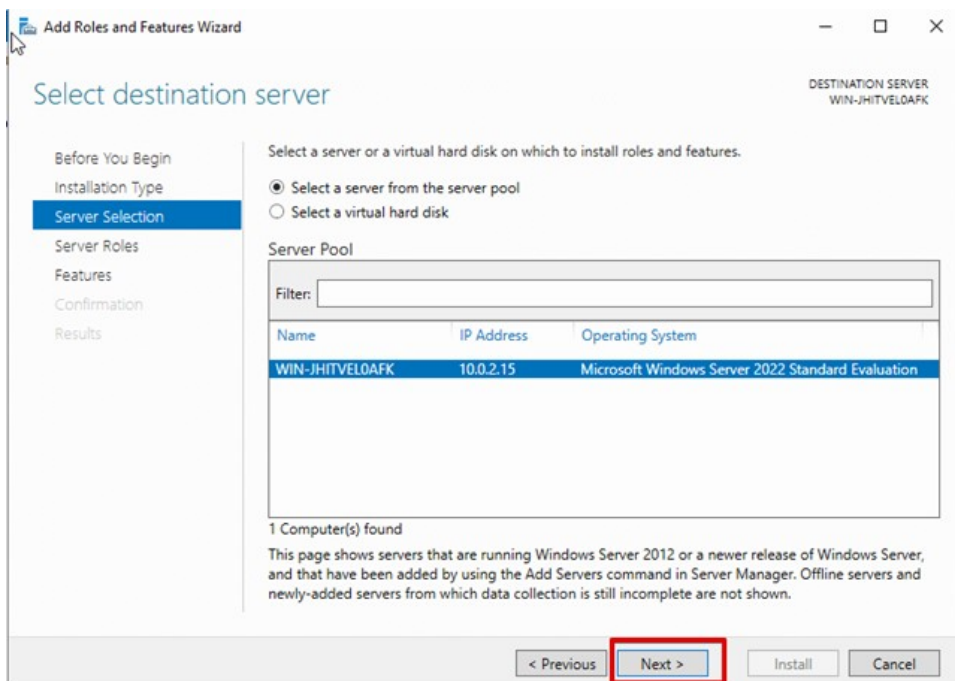 Add Roles and Features Wizard
Select destination server
DESTINATION SERVER
WIN-JHITVEL0AFK
Before You Begin
Installation Type
Server Selection
Server Roles
Features
Confirmation
Results
Select a server or a virtual hard disk on which to install roles and features.
Select a server from the server pool
Select a virtual hard disk
Server Pool
Filter:
Name IP Address Operating System
WIN-JHITVEL0AFK 10.0.2.15 Microsoft Windows Server 2022 Standard Evaluation
1 Computer(s) found
This page shows servers that are running Windows Server 2012 or a newer release of Windows Server,
and that have been added by using the Add Servers command in Server Manager. Offline servers and
newly-added servers from which data collection is still incomplete are not shown.
< Previous Next > Install Cancel